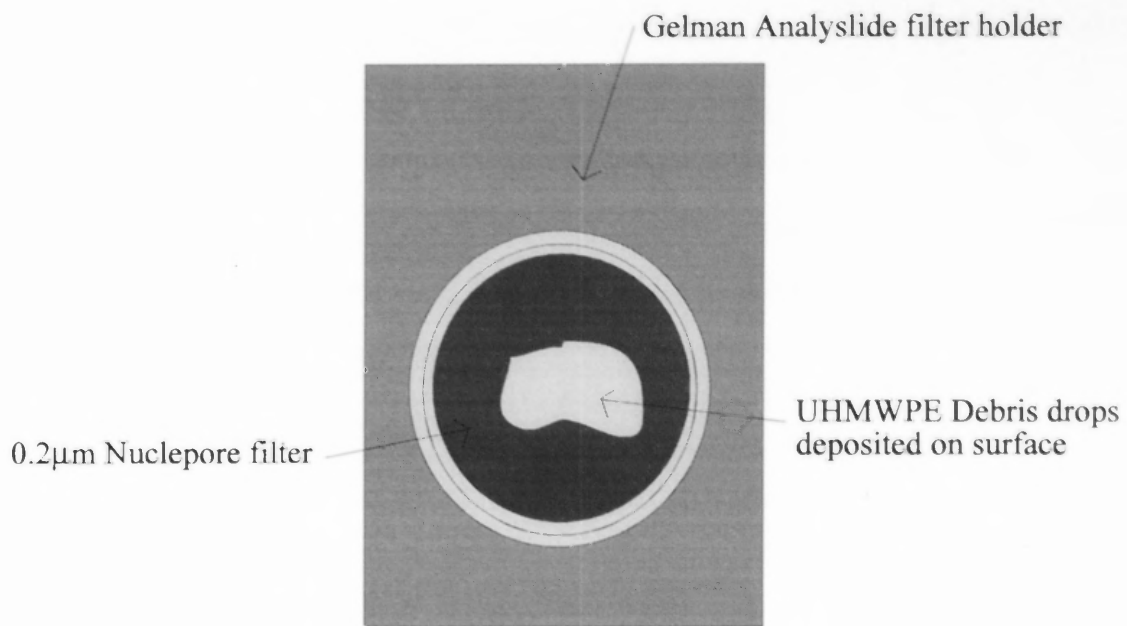 Gelman Analyslide filter holder
UHMWPE Debris drops
deposited on surface
0.2µm Nuclepore filter